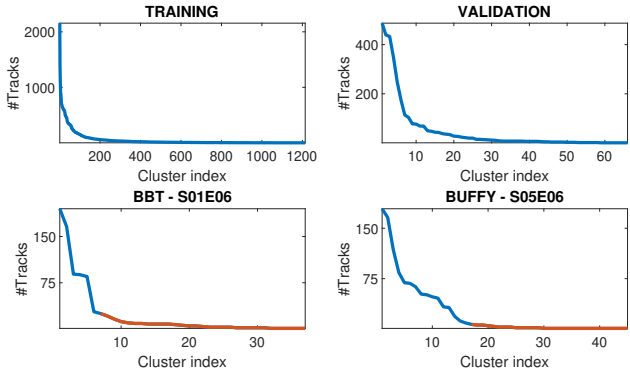 TRAINING
#Tracks
2000
1000
200 400 600 800 1000 1200
Cluster index
VALIDATION
#Tracks
400
200
10 20 30 40 50 60
Cluster index
BBT - S01E06
#Tracks
150
75
10 20 30
Cluster index
BUFFY - S05E06
#Tracks
150
75
10 20 30 40
Cluster index